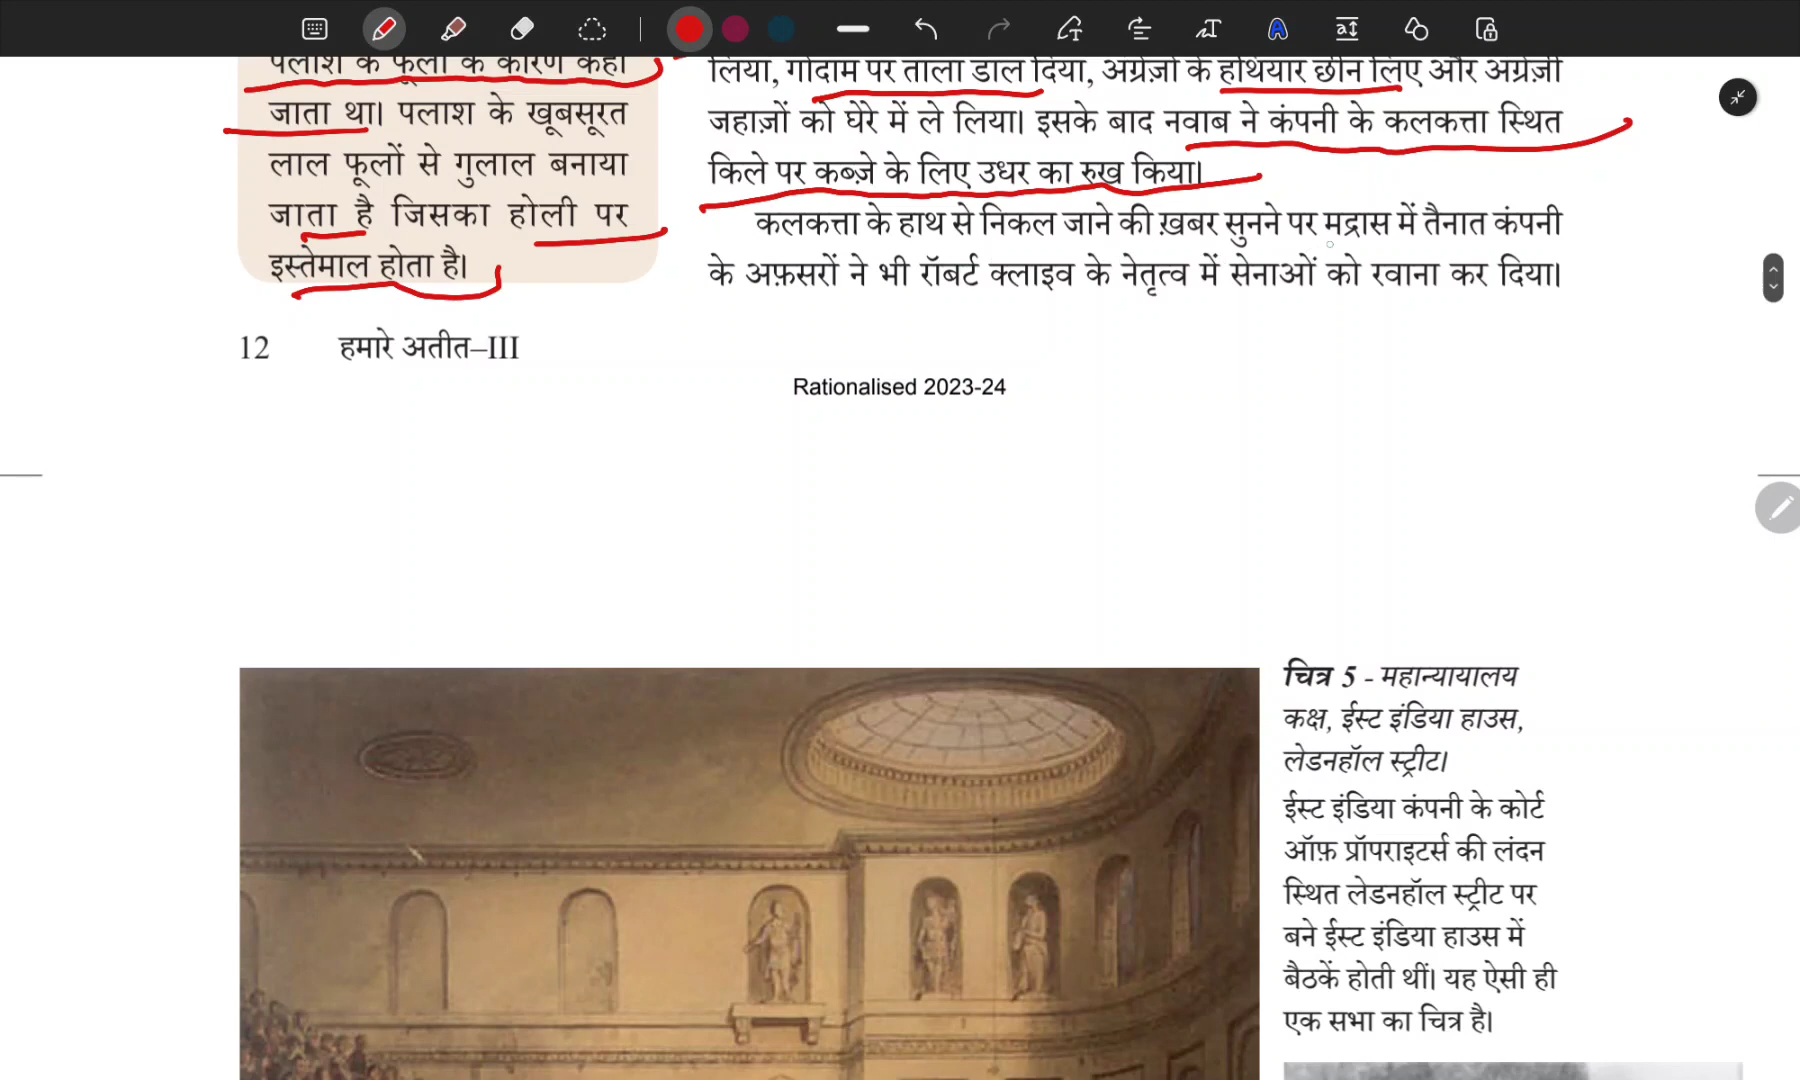 पलाश के फूलों के कारण कहा
जाता था। पलाश के खूबसूरत
लाल फूलों से गुलाल बनाया
जाता है जिसका होली पर
इस्तेमाल होता है।
लिया, गोदाम पर ताला डाल दिया, अंग्रेज़ों के हथियार छीन लिए और अंग्रेज़ी
जहाज़ों को घेरे में ले लिया। इसके बाद नवाब ने कंपनी के कलकत्ता स्थित
किले पर कब्ज़े के लिए उधर का रुख किया।
कलकत्ता के हाथ से निकल जाने की ख़बर सुनने पर मद्रास में तैनात कंपनी
के अफ़सरों ने भी रॉबर्ट क्लाइव के नेतृत्व में सेनाओं को रवाना कर दिया।
12 हमारे अतीत–III
Rationalised 2023-24
चित्र 5 - महान्यायालय
कक्ष, ईस्ट इंडिया हाउस,
लेडनहॉल स्ट्रीट।
ईस्ट इंडिया कंपनी के कोर्ट
ऑफ़ प्रॉपराइटर्स की लंदन
स्थित लेडनहॉल स्ट्रीट पर
बने ईस्ट इंडिया हाउस में
बैठकें होती थीं। यह ऐसी ही
एक सभा का चित्र है।